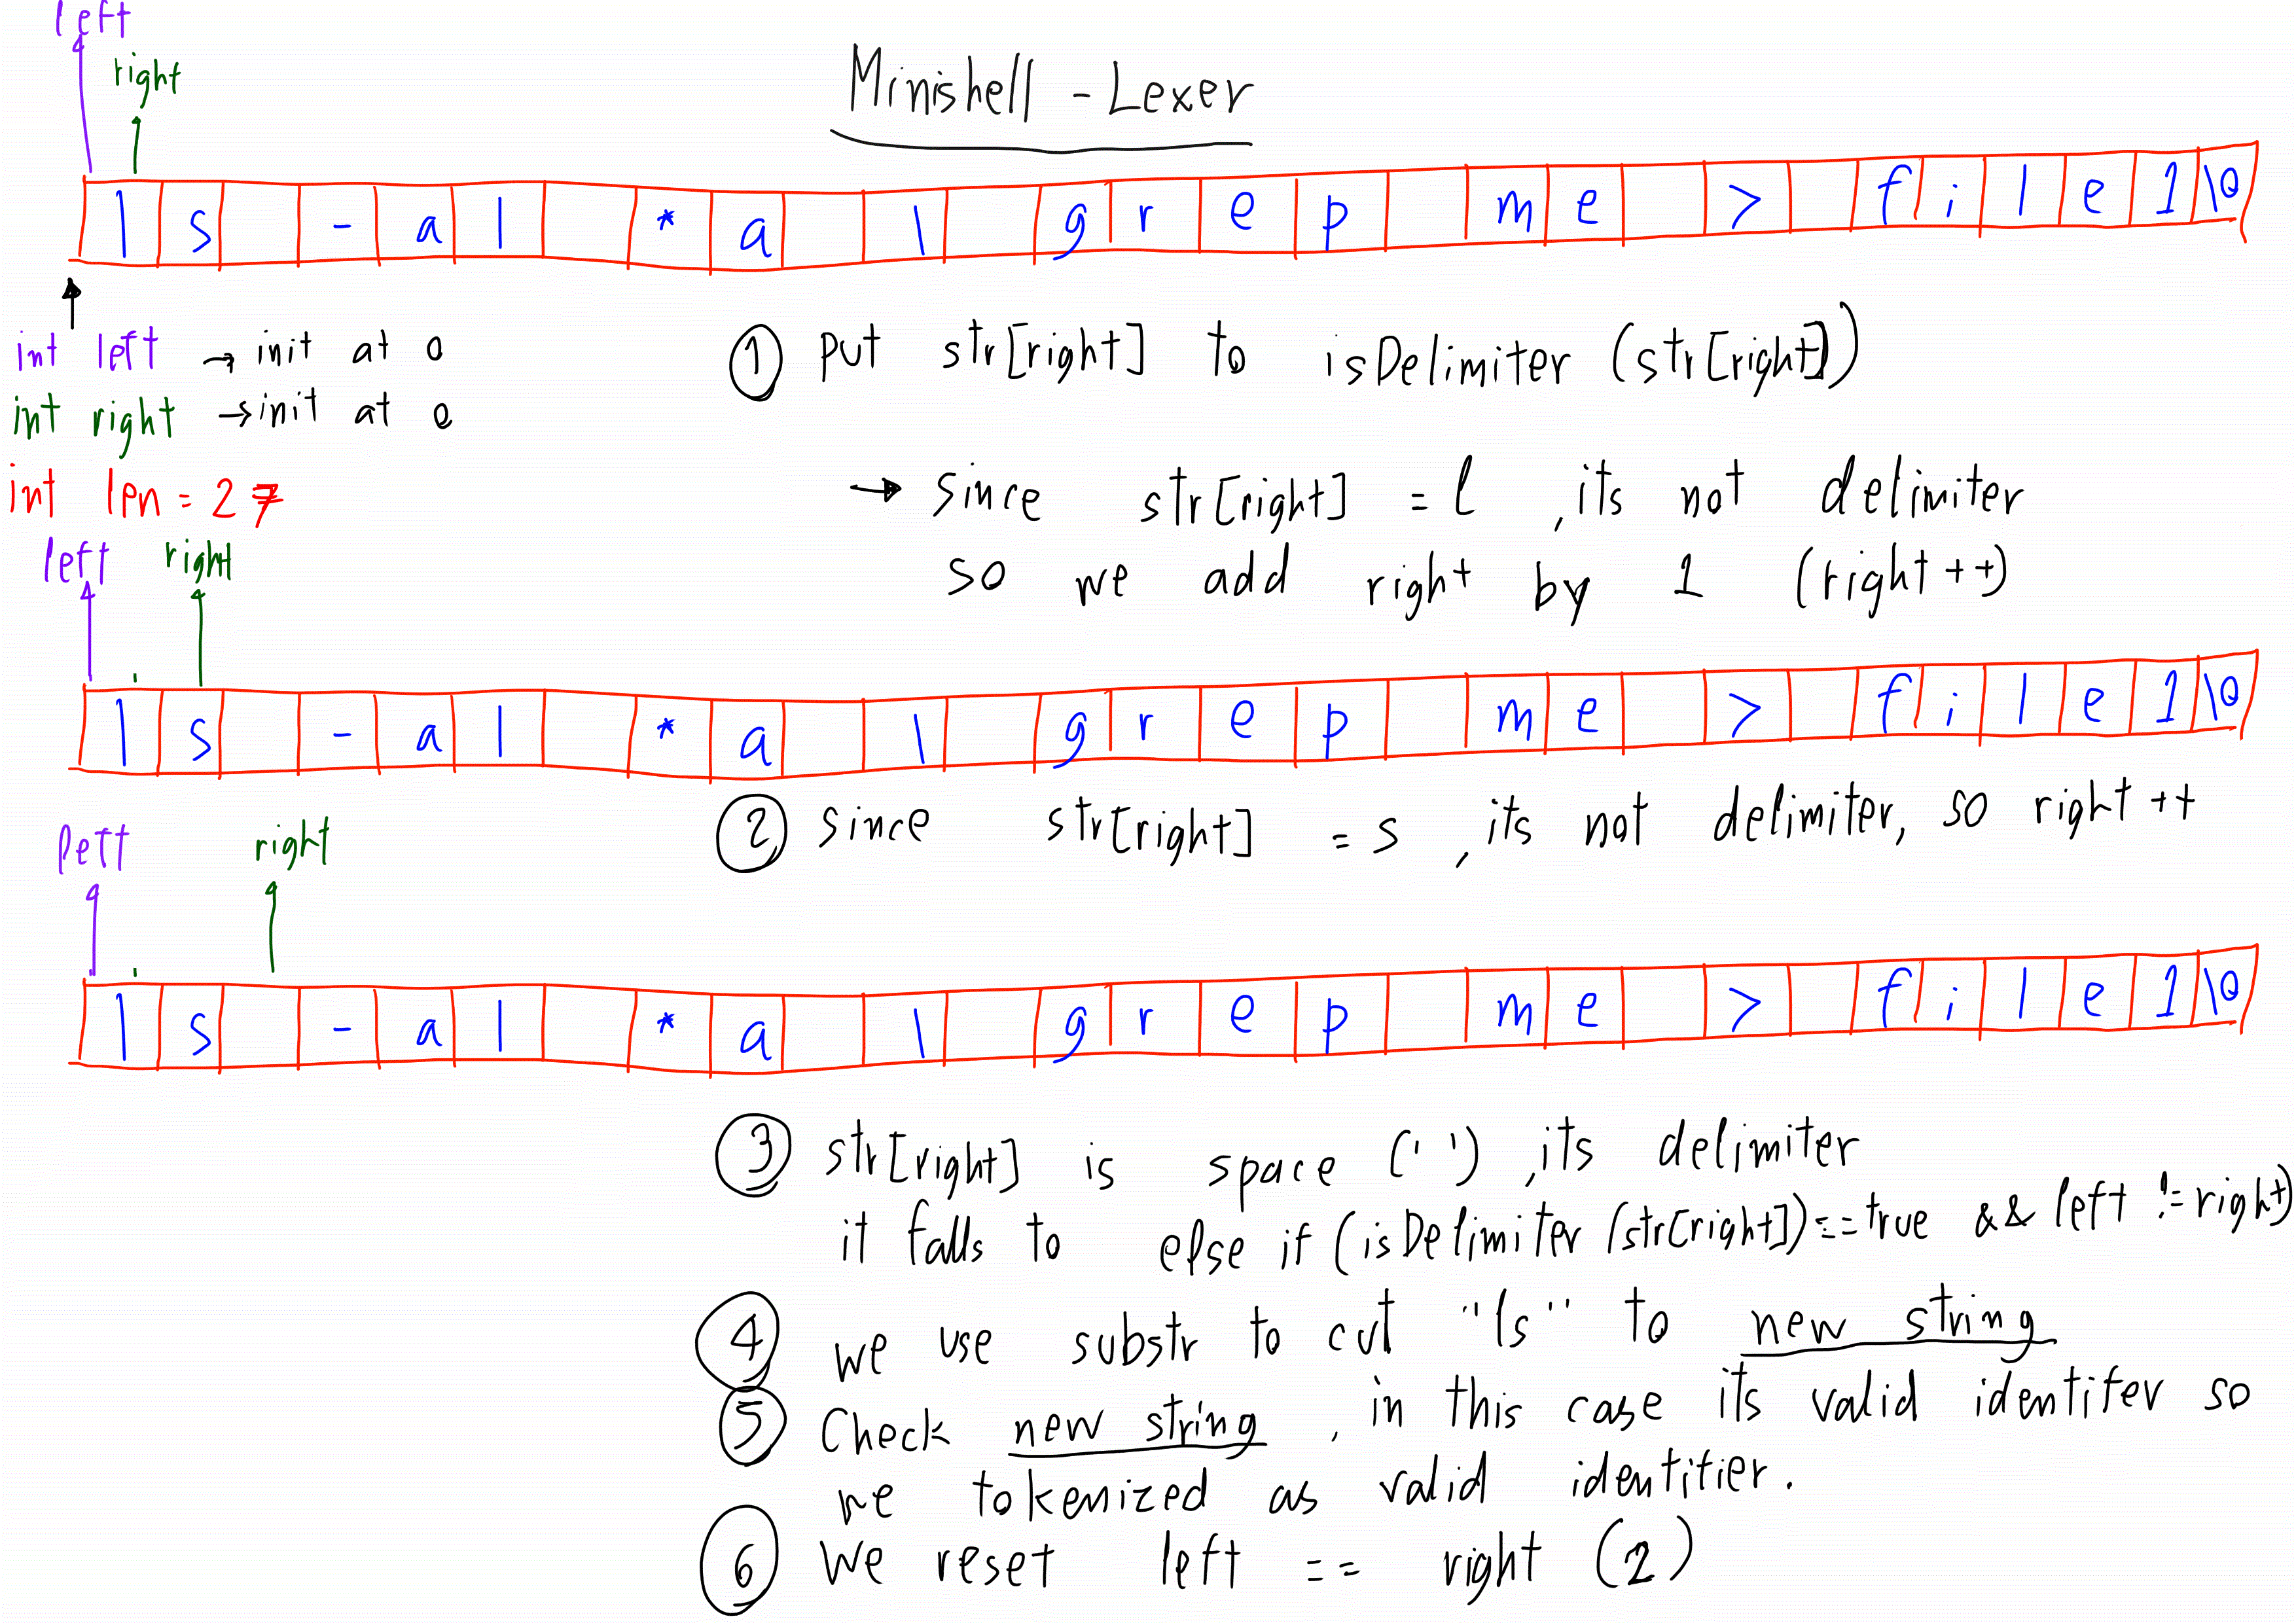 left
right
Minishell - Lexer
l s - a l * a | g r e p m e > f i l e 1 \0
int left → init at 0
int right → init at 0
int len = 27
① put str[right] to isDelimiter (str[right])
→ since str[right] = l , its not delimiter
so we add right by 1 (right++)
left right
l s - a l * a | g r e p m e > f i l e 1 \0
② since str[right] = s , its not delimiter, so right ++
left right
l s - a l * a | g r e p m e > f i l e 1 \0
③ str[right] is space (' ') , its delimiter
it falls to else if (isDelimiter (str[right])==true && left != right)
④ we use substr to cut "ls" to new string
⑤ Check new string , in this case its valid identifer so
we tokenized as valid identifier.
⑥ we reset left == right (2)